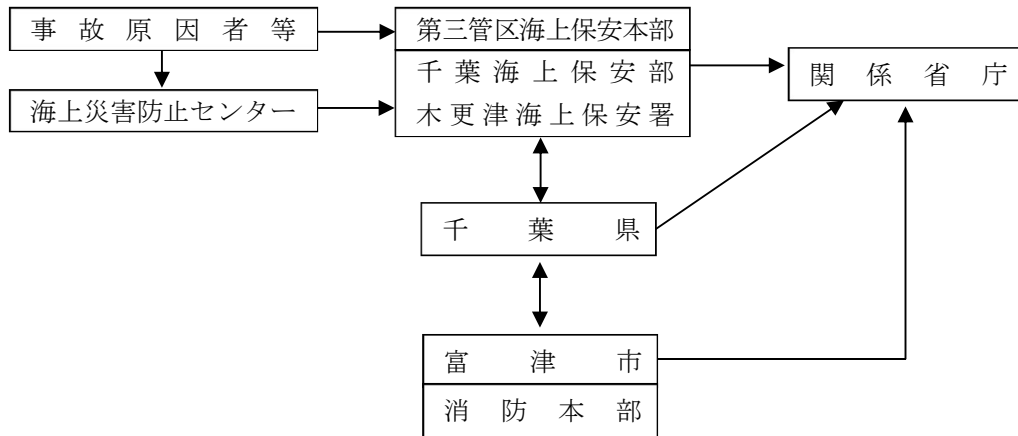 事故原因者等
第三管区海上保安本部
千葉海上保安部
木更津海上保安署
海上災害防止センター
関係省庁
千葉県
富津市
消防本部